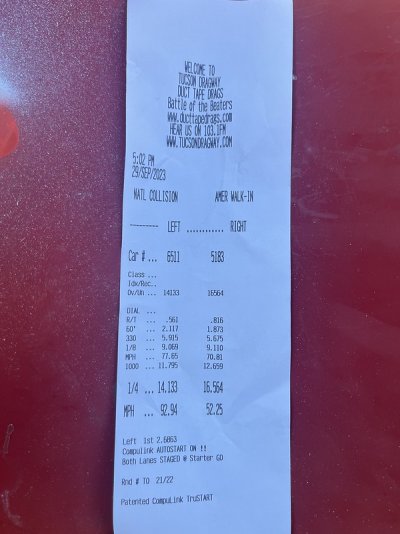 WELCOME TO
TUCSON DRAGWAY
DUCT TAPE DRAGS
Battle of the Beaters
www.ducttapedrags.com
HEAR US ON 103.1FM
WWW.TUCSONDRAGWAY.COM
5:02 PM
29/SEP/2023
NATL COLLISION AMER WALK-IN
--------- LEFT ............ RIGHT
Car # ... 6511 5183
Class ...
Idx/Rec..
Ov/Un ... 14133 16564
DIAL ...
R/T ... .561 .816
60' ... 2.117 1.873
330 ... 5.915 5.675
1/8 ... 9.069 9.110
MPH ... 77.65 70.81
1000 ... 11.795 12.659
1/4 ... 14.133 16.564
MPH ... 92.94 52.25
Left 1st 2.6863
Compulink AUTOSTART ON !!
Both Lanes STAGED @ Starter GO
Rnd # TO 21/22
Patented CompuLink TruSTART